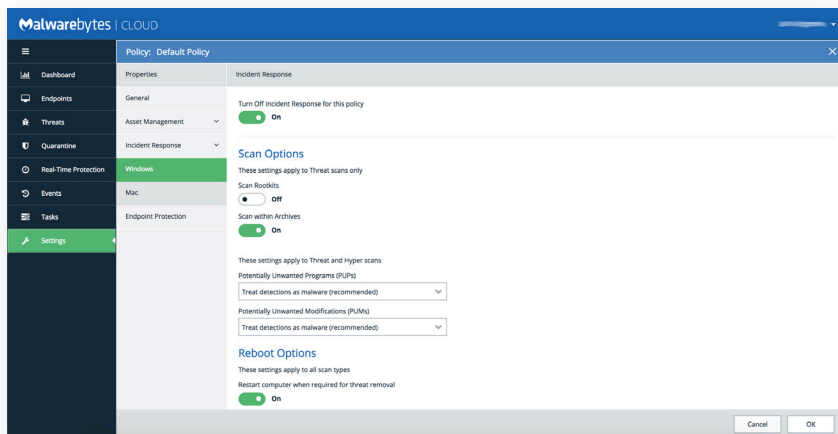 Malwarebytes | CLOUD
Policy: Default Policy
Dashboard
Endpoints
Threats
Quarantine
Real-Time Protection
Events
Tasks
Settings
Properties
General
Asset Management
Incident Response
Windows
Mac
Endpoint Protection
Incident Response
Turn Off Incident Response for this policy
On
Scan Options
These settings apply to Threat scans only
Scan Rootkits
Off
Scan within Archives
On
These settings apply to Threat and Hyper scans
Potentially Unwanted Programs (PUPs)
Treat detections as malware (recommended)
Potentially Unwanted Modifications (PUMs)
Treat detections as malware (recommended)
Reboot Options
These settings apply to all scan types
Restart computer when required for threat removal
On
Cancel
OK